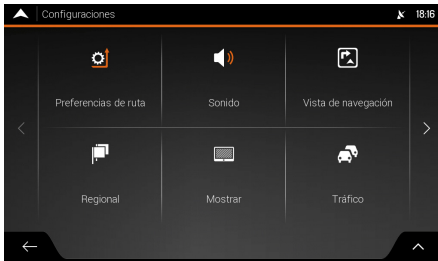 Configuraciones
18:16
Preferencias de ruta
Sonido
Vista de navegación
Regional
Mostrar
Tráfico